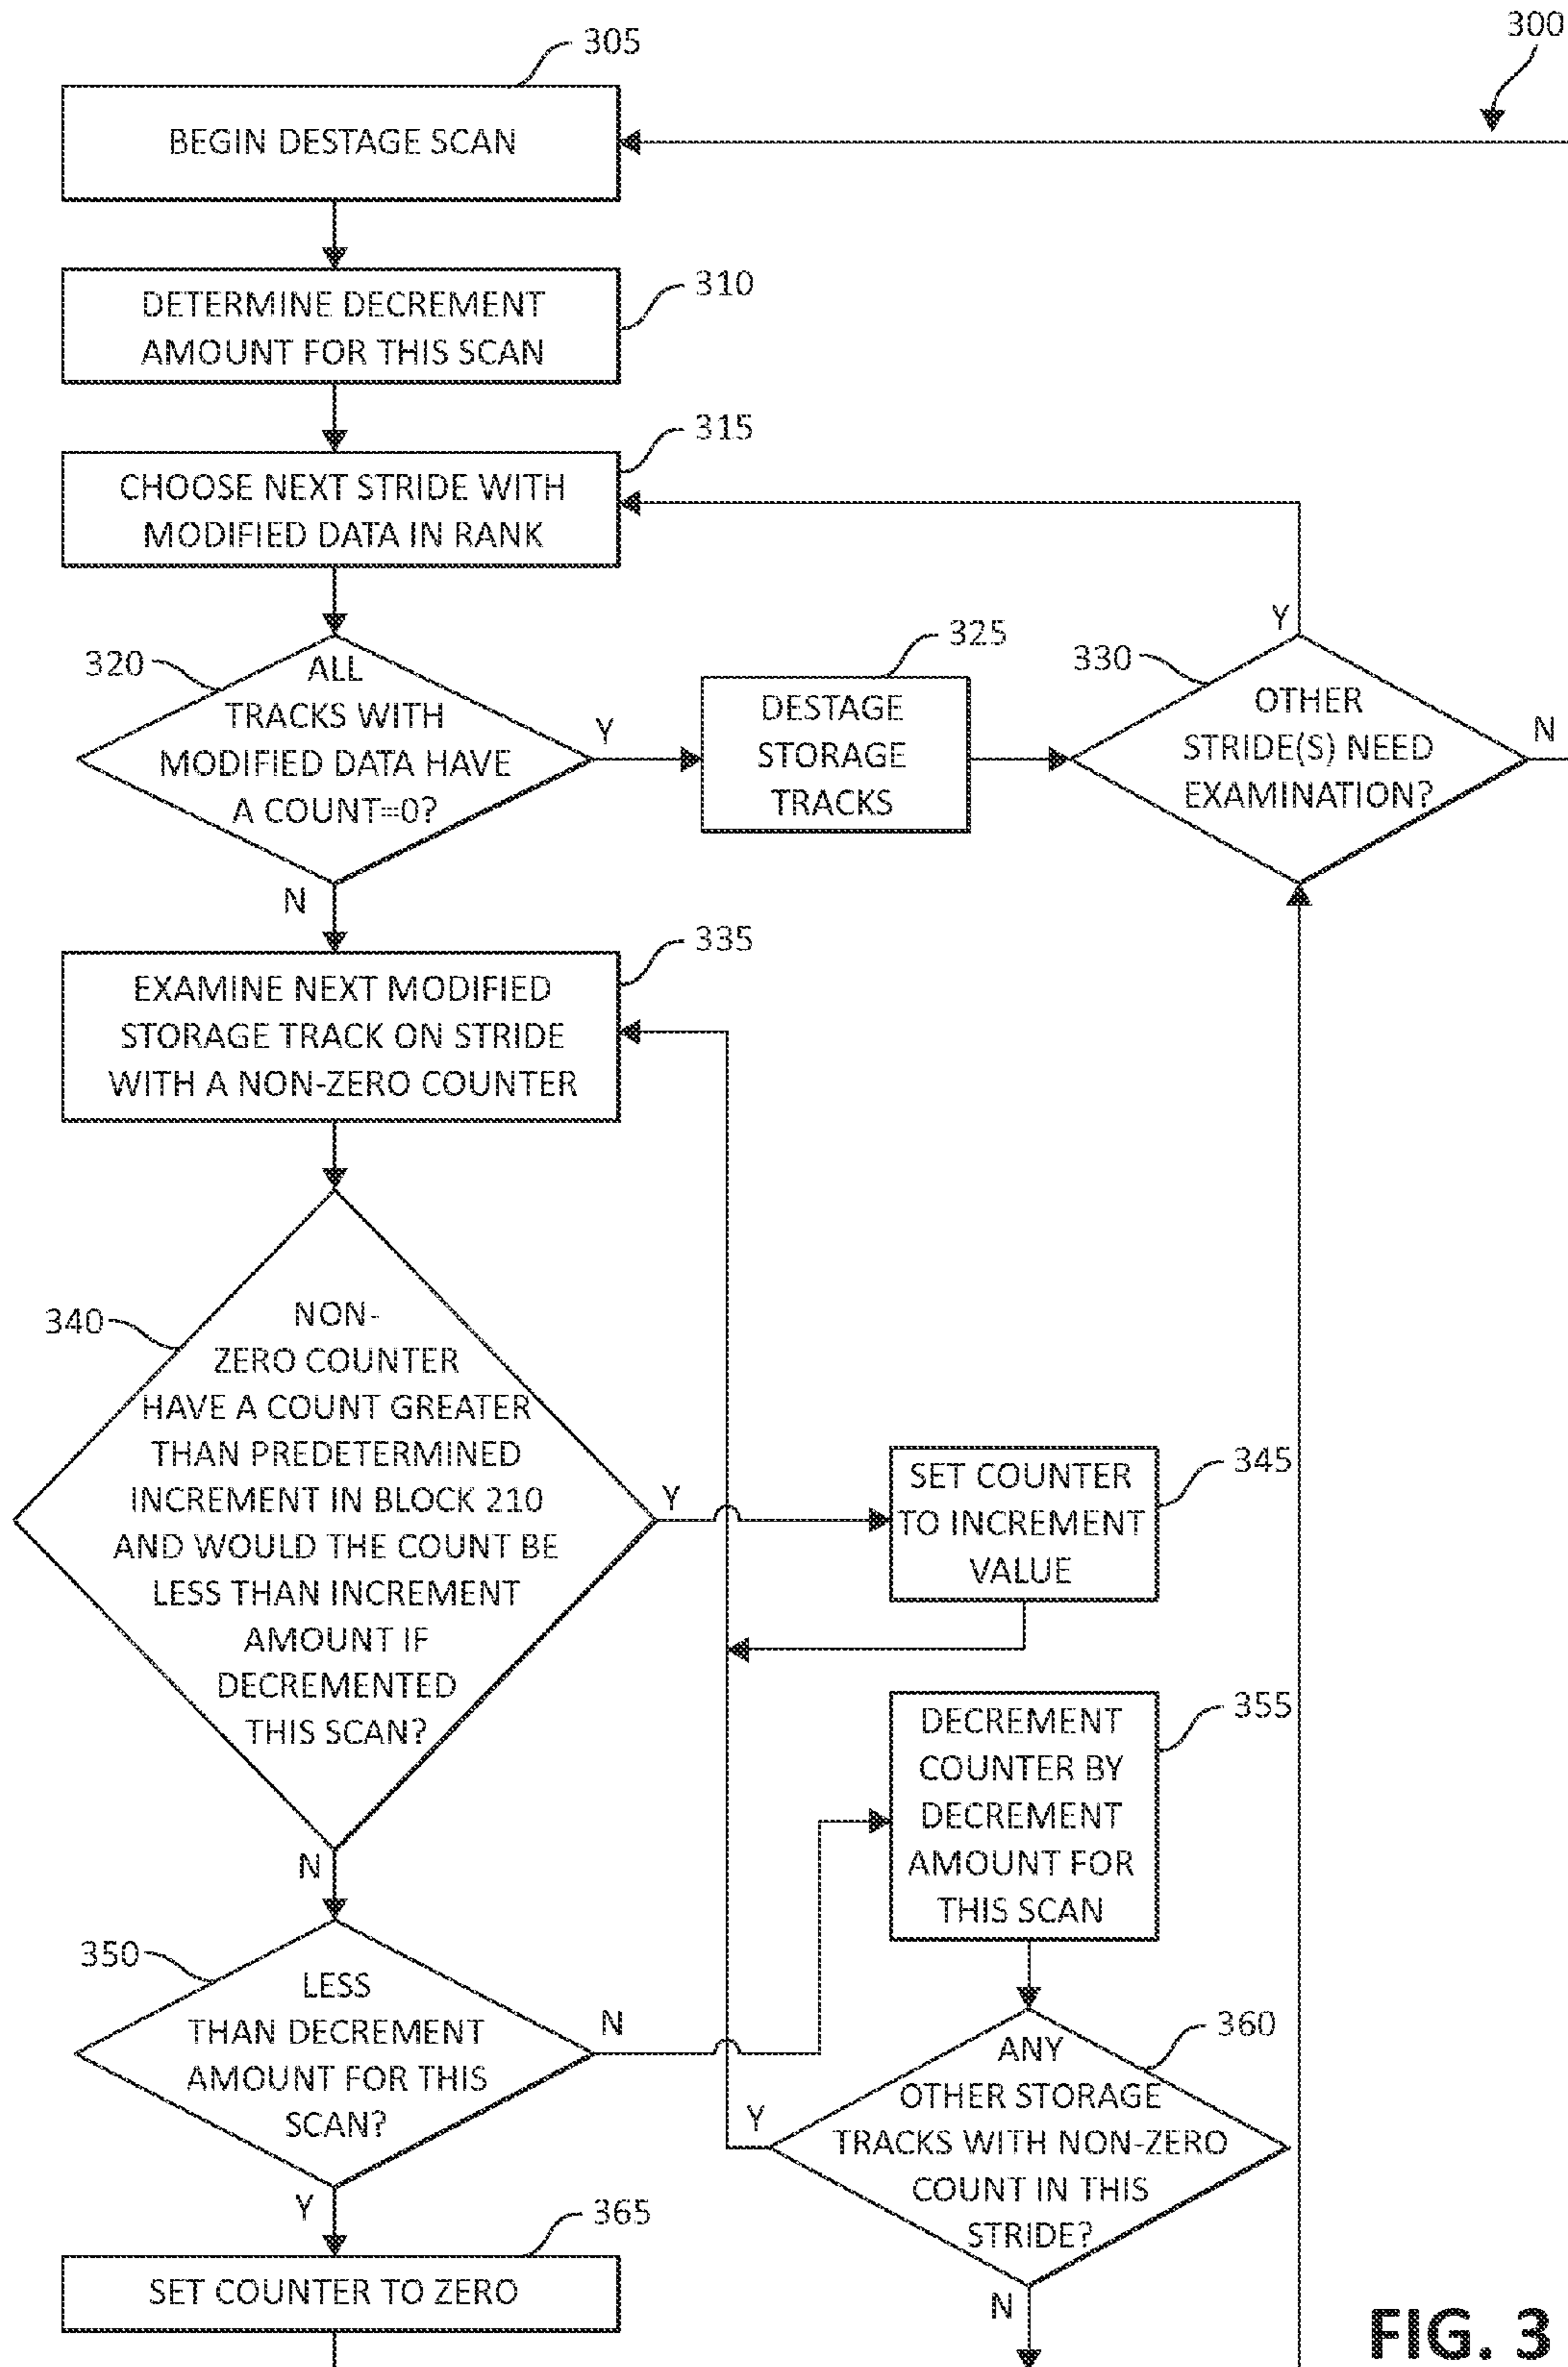 300
305
BEGIN DESTAGE SCAN
310
DETERMINE DECREMENT
AMOUNT FOR THIS SCAN
315
CHOOSE NEXT STRIDE WITH
MODIFIED DATA IN RANK
320
ALL
TRACKS WITH
MODIFIED DATA HAVE
A COUNT=0?
Y
N
325
DESTAGE
STORAGE
TRACKS
330
Y
OTHER
STRIDE(S) NEED
EXAMINATION?
N
335
EXAMINE NEXT MODIFIED
STORAGE TRACK ON STRIDE
WITH A NON-ZERO COUNTER
340
NON-
ZERO COUNTER
HAVE A COUNT GREATER
THAN PREDETERMINED
INCREMENT IN BLOCK 210
AND WOULD THE COUNT BE
LESS THAN INCREMENT
AMOUNT IF
DECREMENTED
THIS SCAN?
Y
N
345
SET COUNTER
TO INCREMENT
VALUE
350
LESS
THAN DECREMENT
AMOUNT FOR THIS
SCAN?
N
Y
355
DECREMENT
COUNTER BY
DECREMENT
AMOUNT FOR
THIS SCAN
360
ANY
OTHER STORAGE
TRACKS WITH NON-ZERO
COUNT IN THIS
STRIDE?
Y
N
365
SET COUNTER TO ZERO
FIG. 3